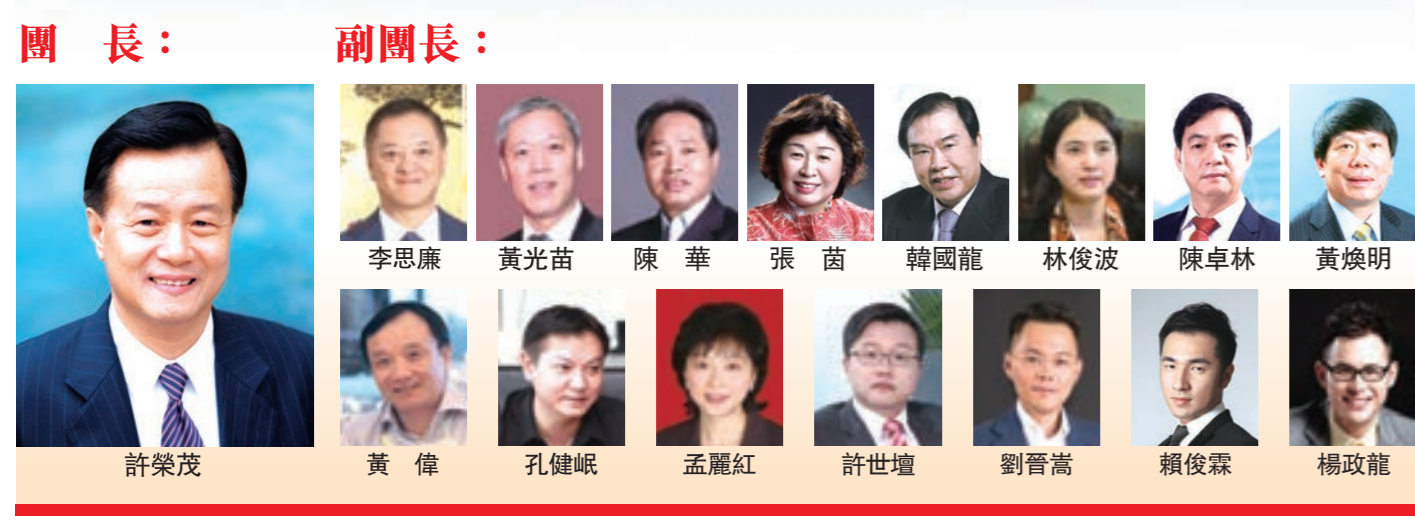 團　長：　副團長：
李思廉　黃光苗　陳　華　張　茵　韓國龍　林俊波　陳卓林　黃煥明
許榮茂　黃　偉　孔健岷　孟麗紅　許世壇　劉晉嵩　賴俊霖　楊政龍